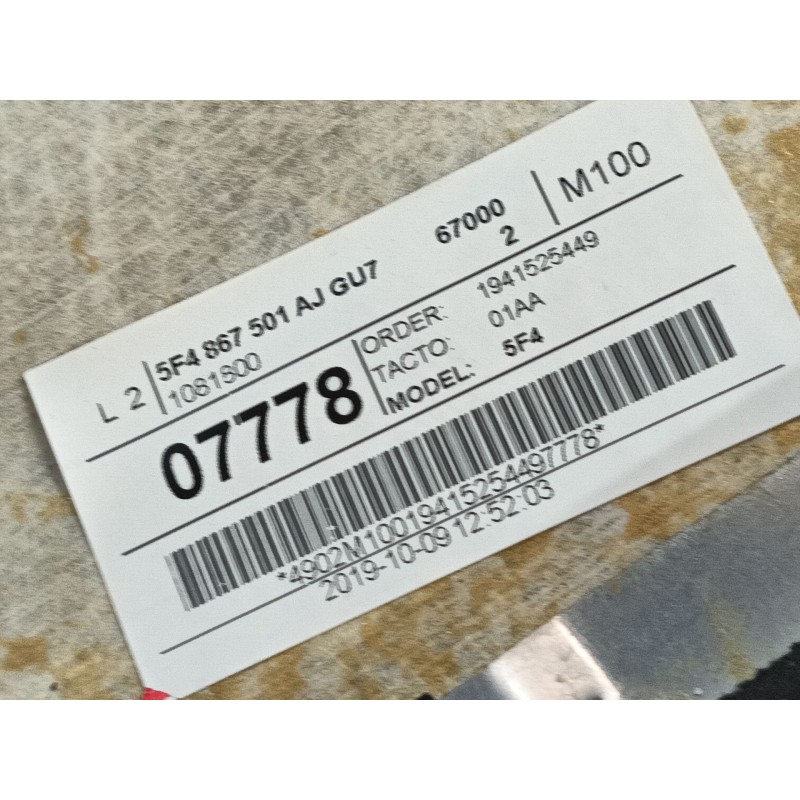 L 2 5F4 867 501 AJ GU7 67000 M100
1081800 2
07778
ORDER: 1941525449
TACTO: 01AA
MODEL: 5F4
*4902M10019415254497778*
2019-10-09 12:52:03